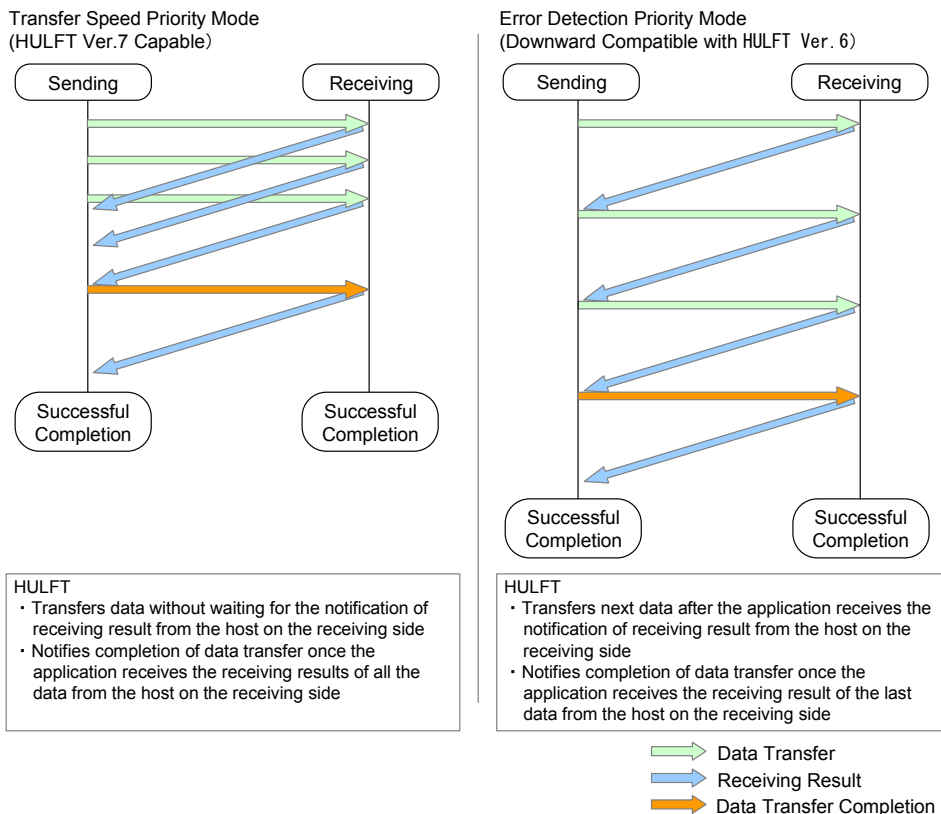 Transfer Speed Priority Mode
(HULFT Ver.7 Capable)
Sending
Receiving
Successful
Completion
Successful
Completion
HULFT
・Transfers data without waiting for the notification of
receiving result from the host on the receiving side
・Notifies completion of data transfer once the
application receives the receiving results of all the
data from the host on the receiving side
Error Detection Priority Mode
(Downward Compatible with HULFT Ver.6)
Sending
Receiving
Successful
Completion
Successful
Completion
HULFT
・Transfers next data after the application receives the
notification of receiving result from the host on the
receiving side
・Notifies completion of data transfer once the
application receives the receiving result of the last
data from the host on the receiving side
Data Transfer
Receiving Result
Data Transfer Completion